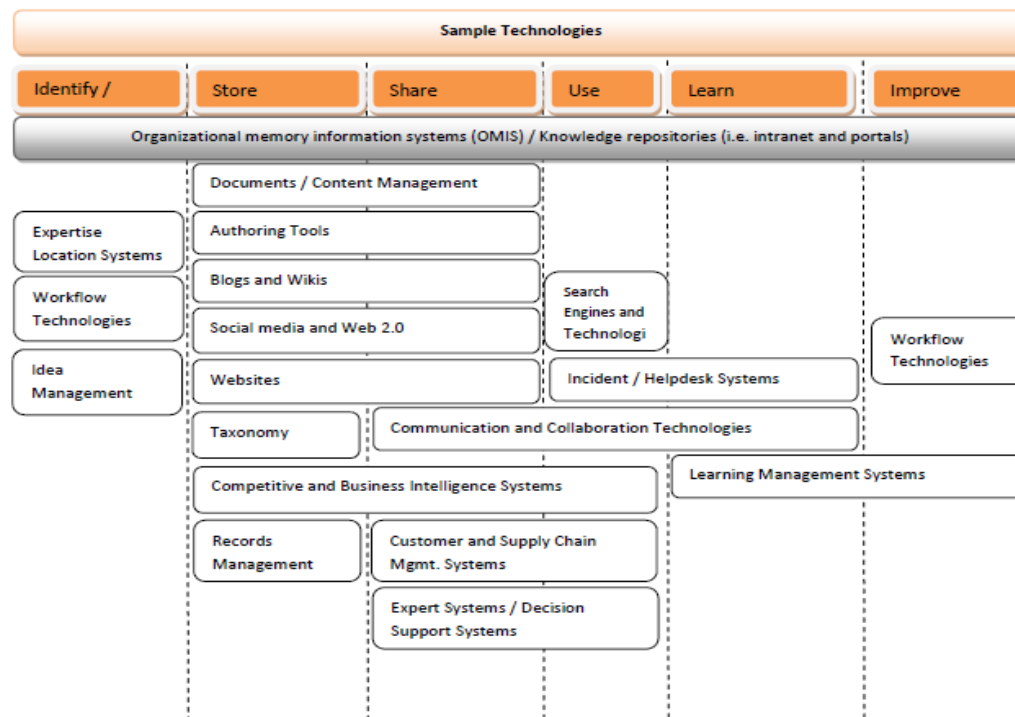 Sample Technologies
Identify /
Store
Share
Use
Learn
Improve
Organizational memory information systems (OMIS) / Knowledge repositories (i.e. intranet and portals)
Documents / Content Management
Expertise
Location Systems
Authoring Tools
Workflow
Technologies
Blogs and Wikis
Search
Engines and
Technologi
Social media and Web 2.0
Workflow
Technologies
Idea
Management
Websites
Incident / Helpdesk Systems
Taxonomy
Communication and Collaboration Technologies
Learning Management Systems
Competitive and Business Intelligence Systems
Records
Management
Customer and Supply Chain
Mgmt. Systems
Expert Systems / Decision
Support Systems